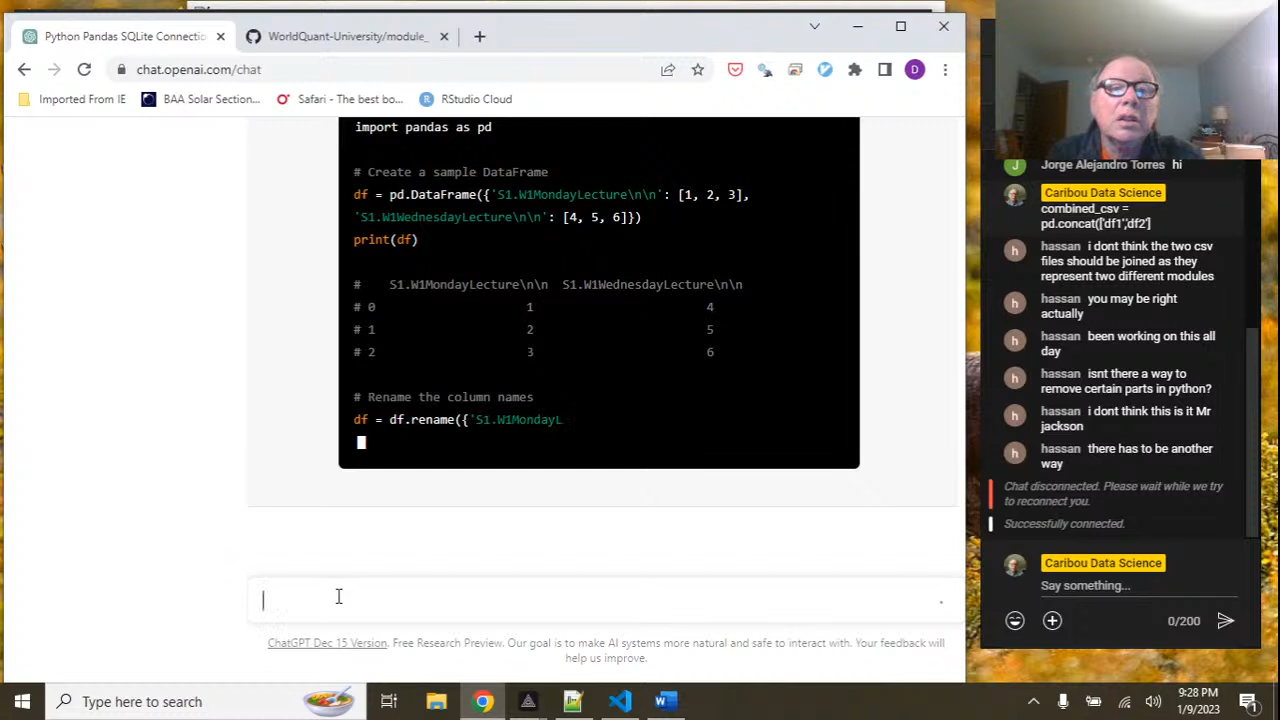 Python Pandas SQLite Connectio
WorldQuant-University/module_
chat.openai.com/chat
D
Imported From IE
BAA Solar Section...
Safari - The best bo...
RStudio Cloud
import pandas as pd
# Create a sample DataFrame
df = pd.DataFrame({'S1.W1MondayLecture\n\n': [1, 2, 3],
'S1.W1WednesdayLecture\n\n': [4, 5, 6]})
print(df)
#    S1.W1MondayLecture\n\n  S1.W1WednesdayLecture\n\n
# 0                   1                    4
# 1                   2                    5
# 2                   3                    6
# Rename the column names
df = df.rename({'S1.W1MondayL
ChatGPT Dec 15 Version. Free Research Preview. Our goal is to make AI systems more natural and safe to interact with. Your feedback will
help us improve.
J
Jorge Alejandro Torres hi
Caribou Data Science
combined_csv =
pd.concat(['df1','df2']
h
hassan i dont think the two csv
files should be joined as they
represent two different modules
h
hassan you may be right
actually
h
hassan been working on this all
day
h
hassan isnt there a way to
remove certain parts in python?
h
hassan i dont think this is it Mr
jackson
h
hassan there has to be another
way
Chat disconnected. Please wait while we try
to reconnect you.
Successfully connected.
Caribou Data Science
Say something...
0/200
Type here to search
9:28 PM
1/9/2023
1